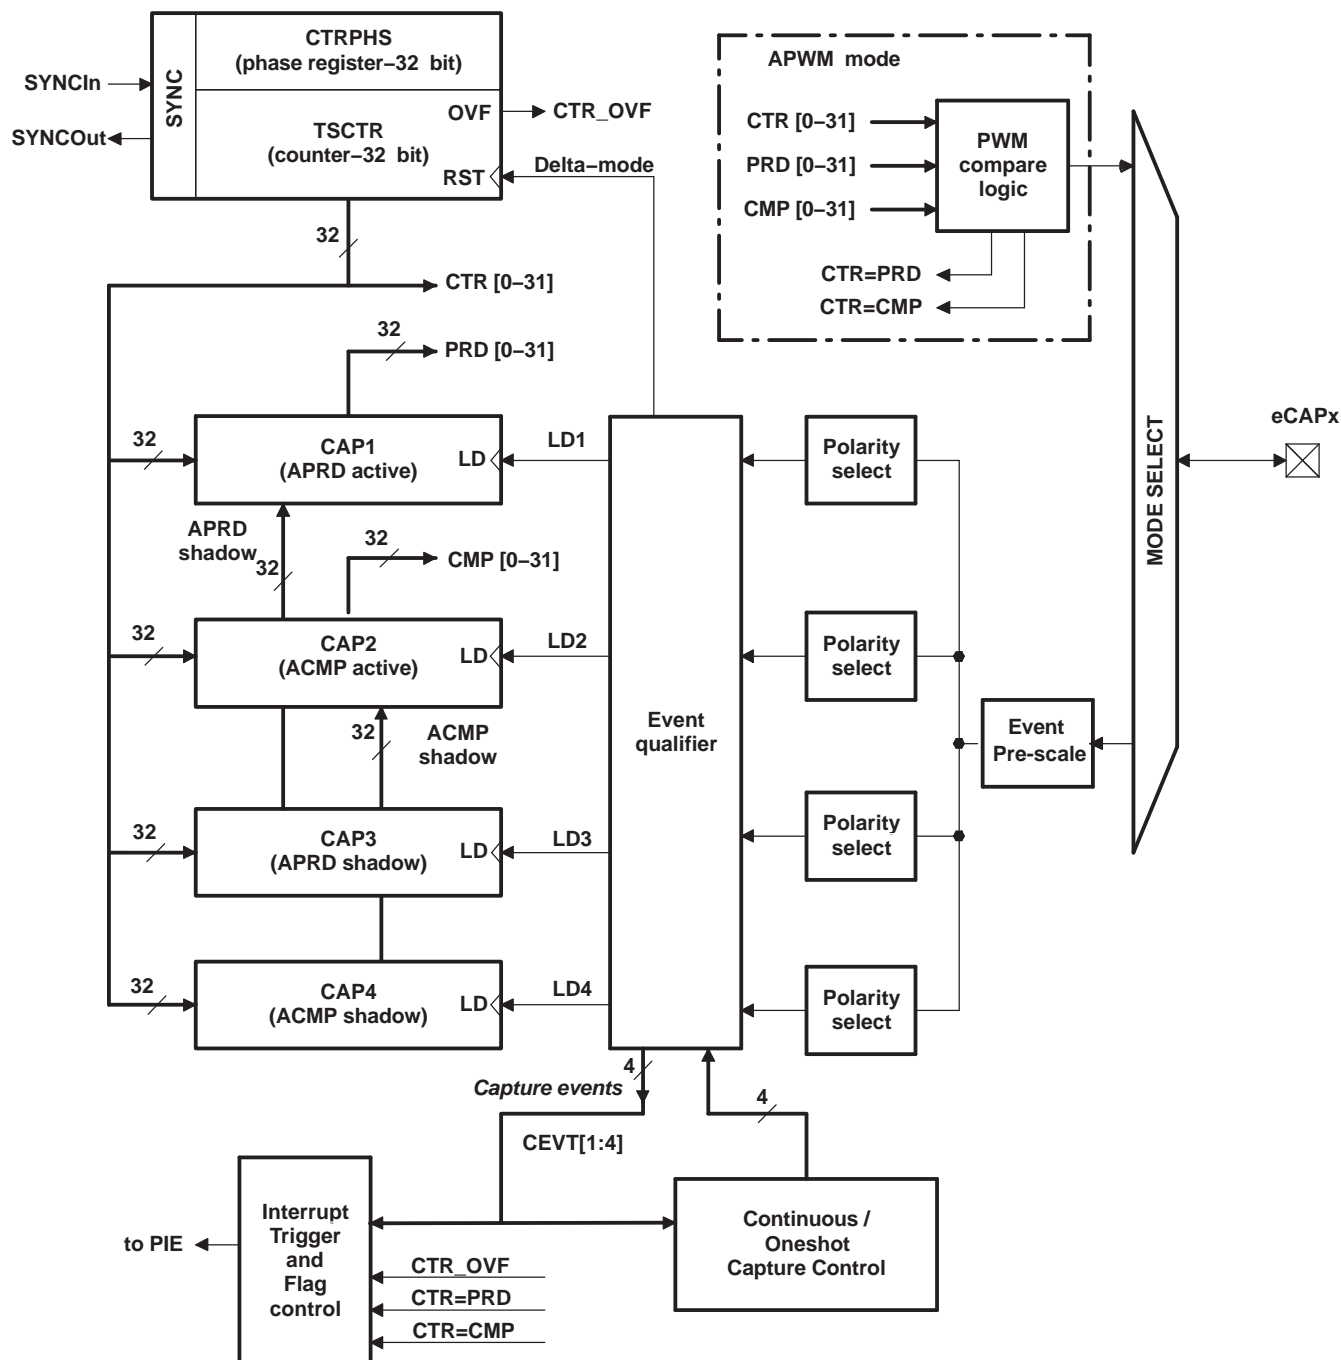 CTRPHS
(phase register−32 bit)
SYNC
SYNCIn
SYNCOut
TSCTR
(counter−32 bit)
OVF
RST
CTR_OVF
Delta−mode
32
CTR [0−31]
32
PRD [0−31]
APWM mode
CTR [0−31]
PRD [0−31]
CMP [0−31]
PWM
compare
logic
CTR=PRD
CTR=CMP
MODE SELECT
eCAPx
32
CAP1
(APRD active)
LD
LD1
Polarity
select
APRD
shadow
32
32
CMP [0−31]
32
CAP2
(ACMP active)
LD
LD2
Polarity
select
32
ACMP
shadow
Event
qualifier
Event
Pre-scale
32
CAP3
(APRD shadow)
LD
LD3
Polarity
select
32
CAP4
(ACMP shadow)
LD
LD4
Polarity
select
4
Capture events
4
CEVT[1:4]
Interrupt
Trigger
and
Flag
control
to PIE
CTR_OVF
CTR=PRD
CTR=CMP
Continuous /
Oneshot
Capture Control